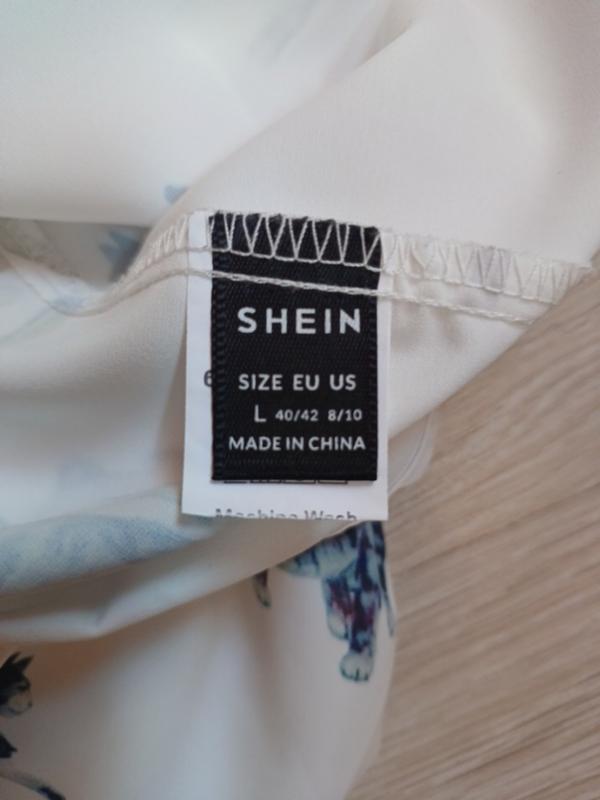 SHEIN
SIZE EU US
L 40/42 8/10
MADE IN CHINA
Machine Wash